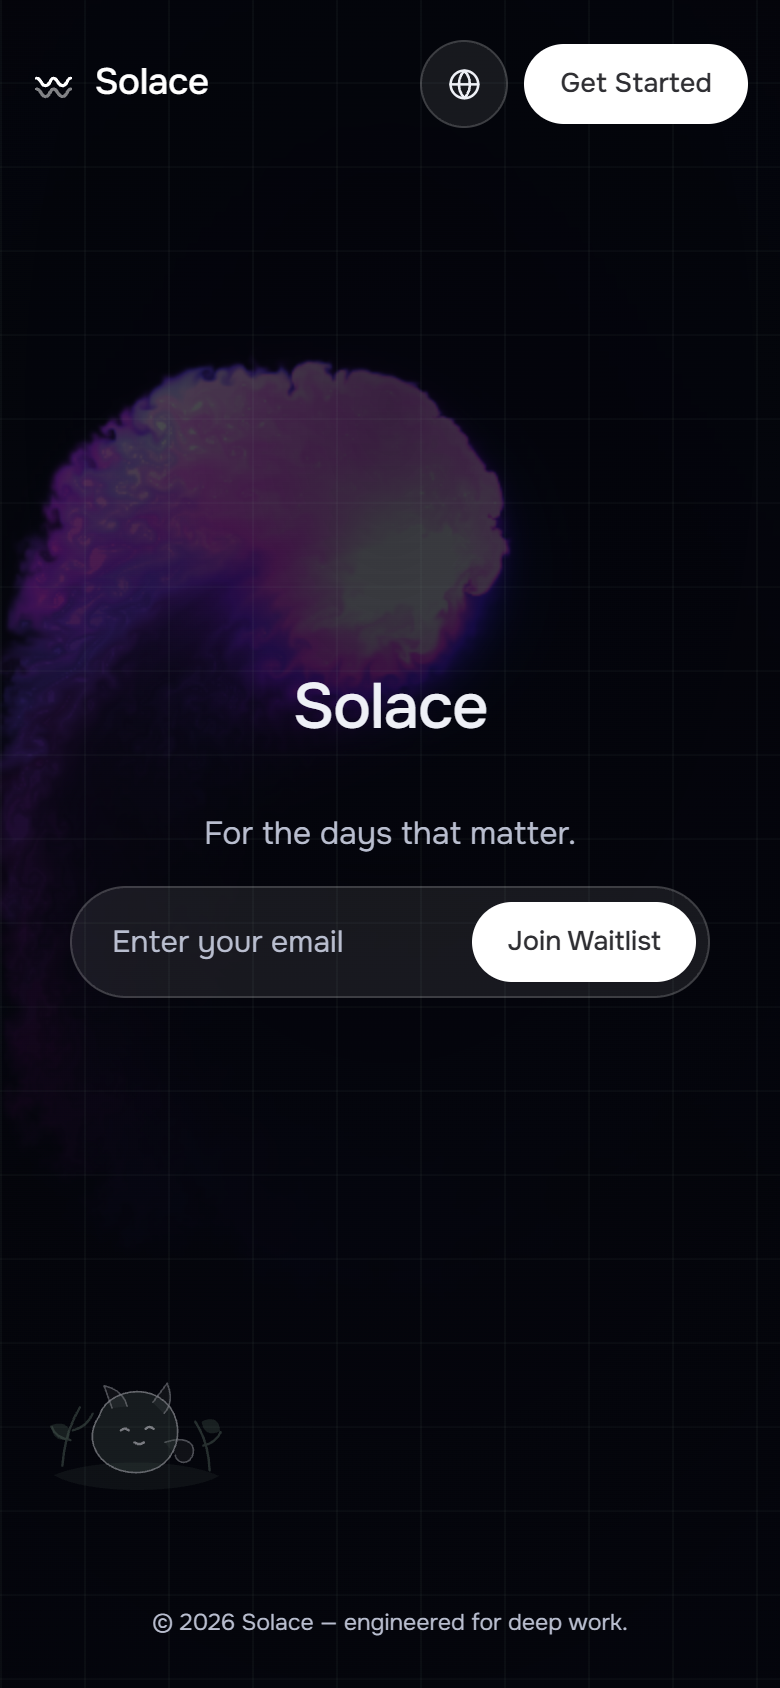 Solace
Get Started
Solace
For the days that matter.
Enter your email
Join Waitlist
© 2026 Solace — engineered for deep work.